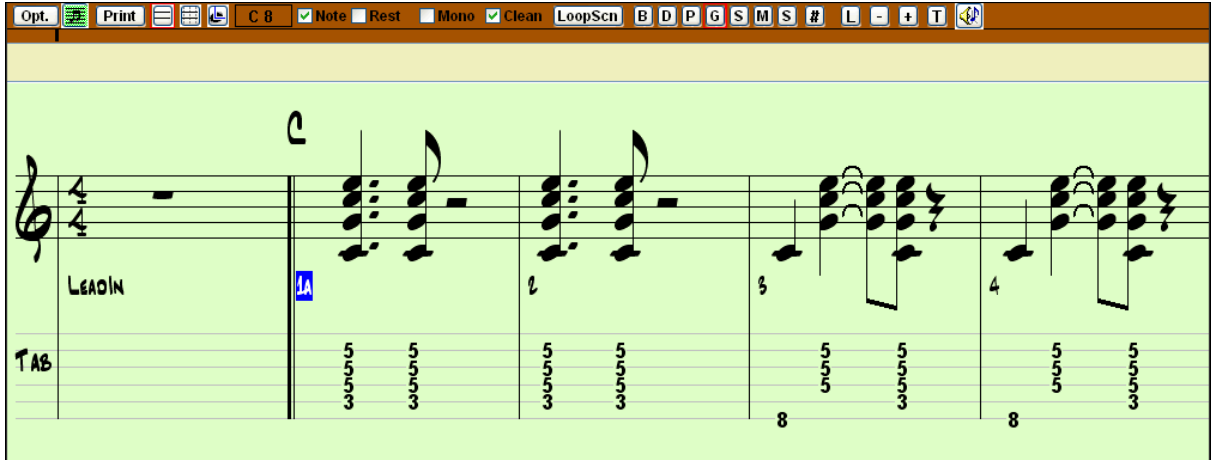 Opt. Print C 8 Note Rest Mono Clean LoopScn B D P G S M S # L - + T
C
4
4
LEADIN 1A 2 3 4
TAB
5 5 5 5 5 5 5 5
5 5 5 5 5 5 5 5
5 5 5 5 5 5 5 5
3 3 3 3 3 3
8 8